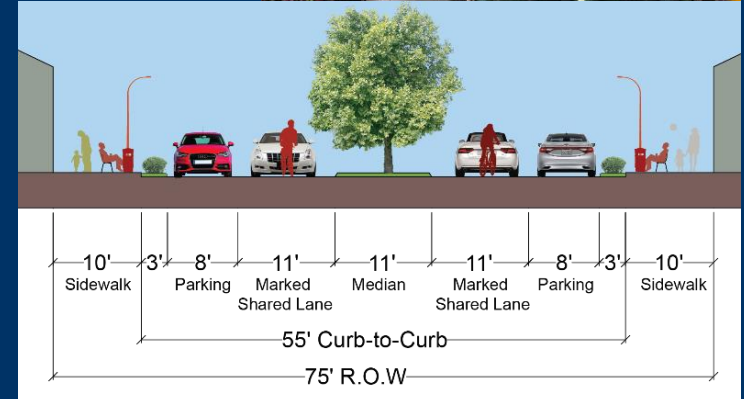 10' 3' 8' 11' 11' 11' 8' 3' 10'
Sidewalk Parking Marked Median Marked Parking Sidewalk
Shared Lane Shared Lane
55' Curb-to-Curb
75' R.O.W